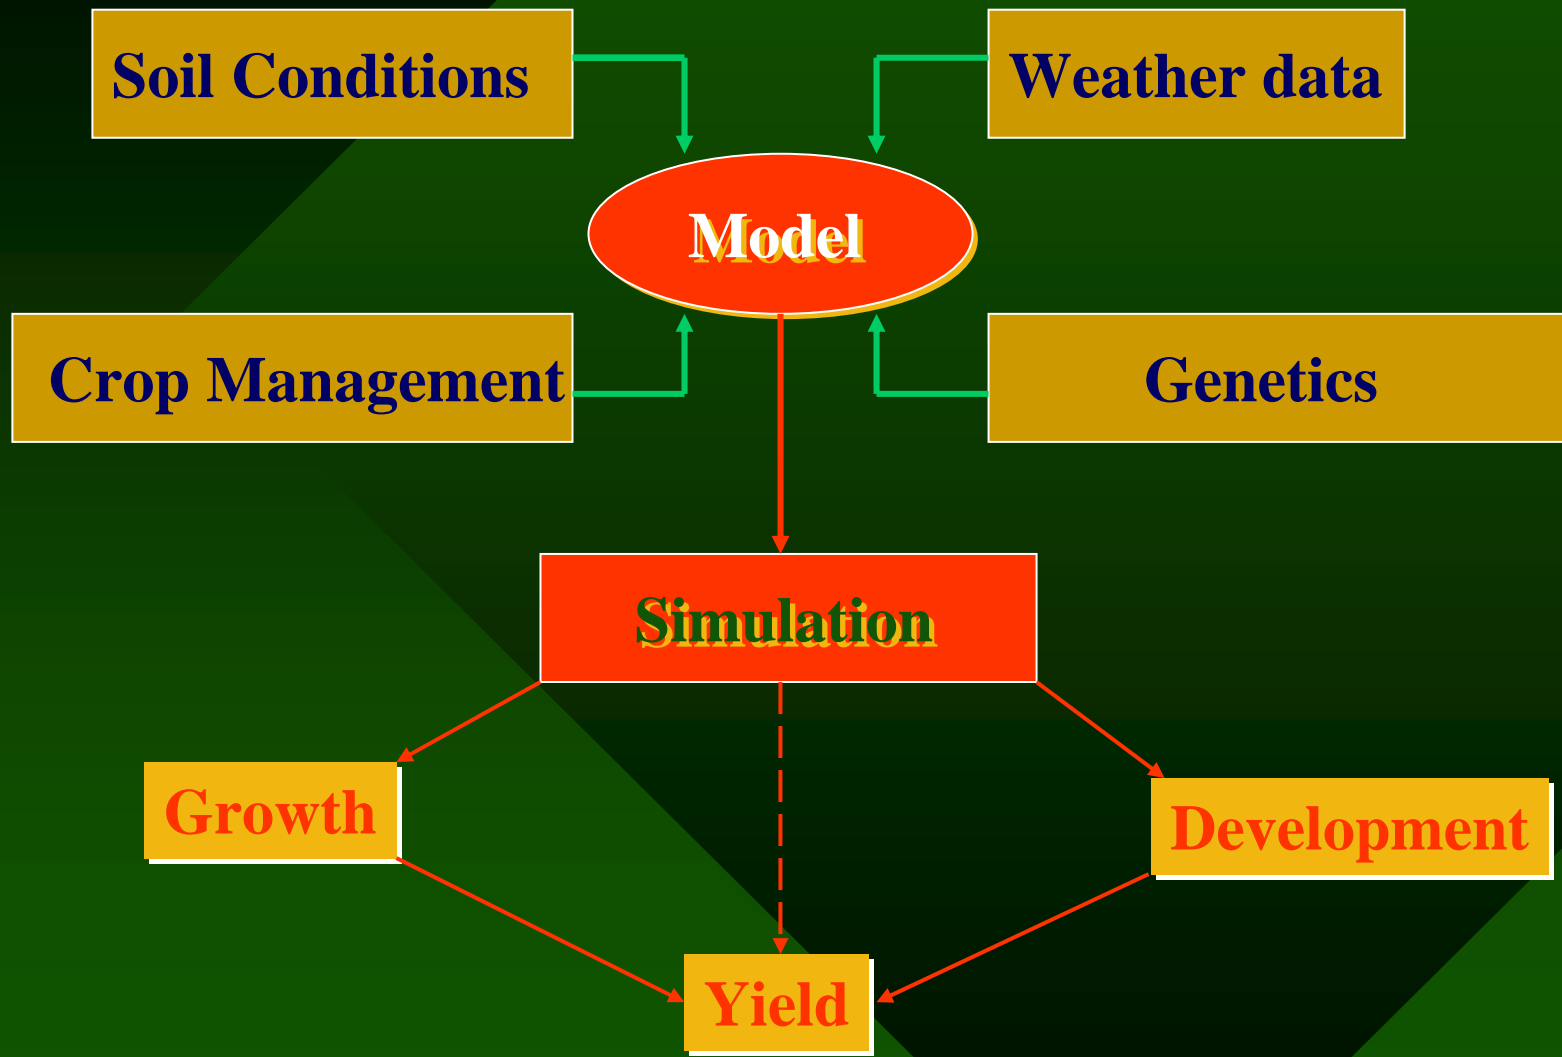 Soil Conditions
Weather data
Model
Crop Management
Genetics
Simulation
Growth
Development
Yield